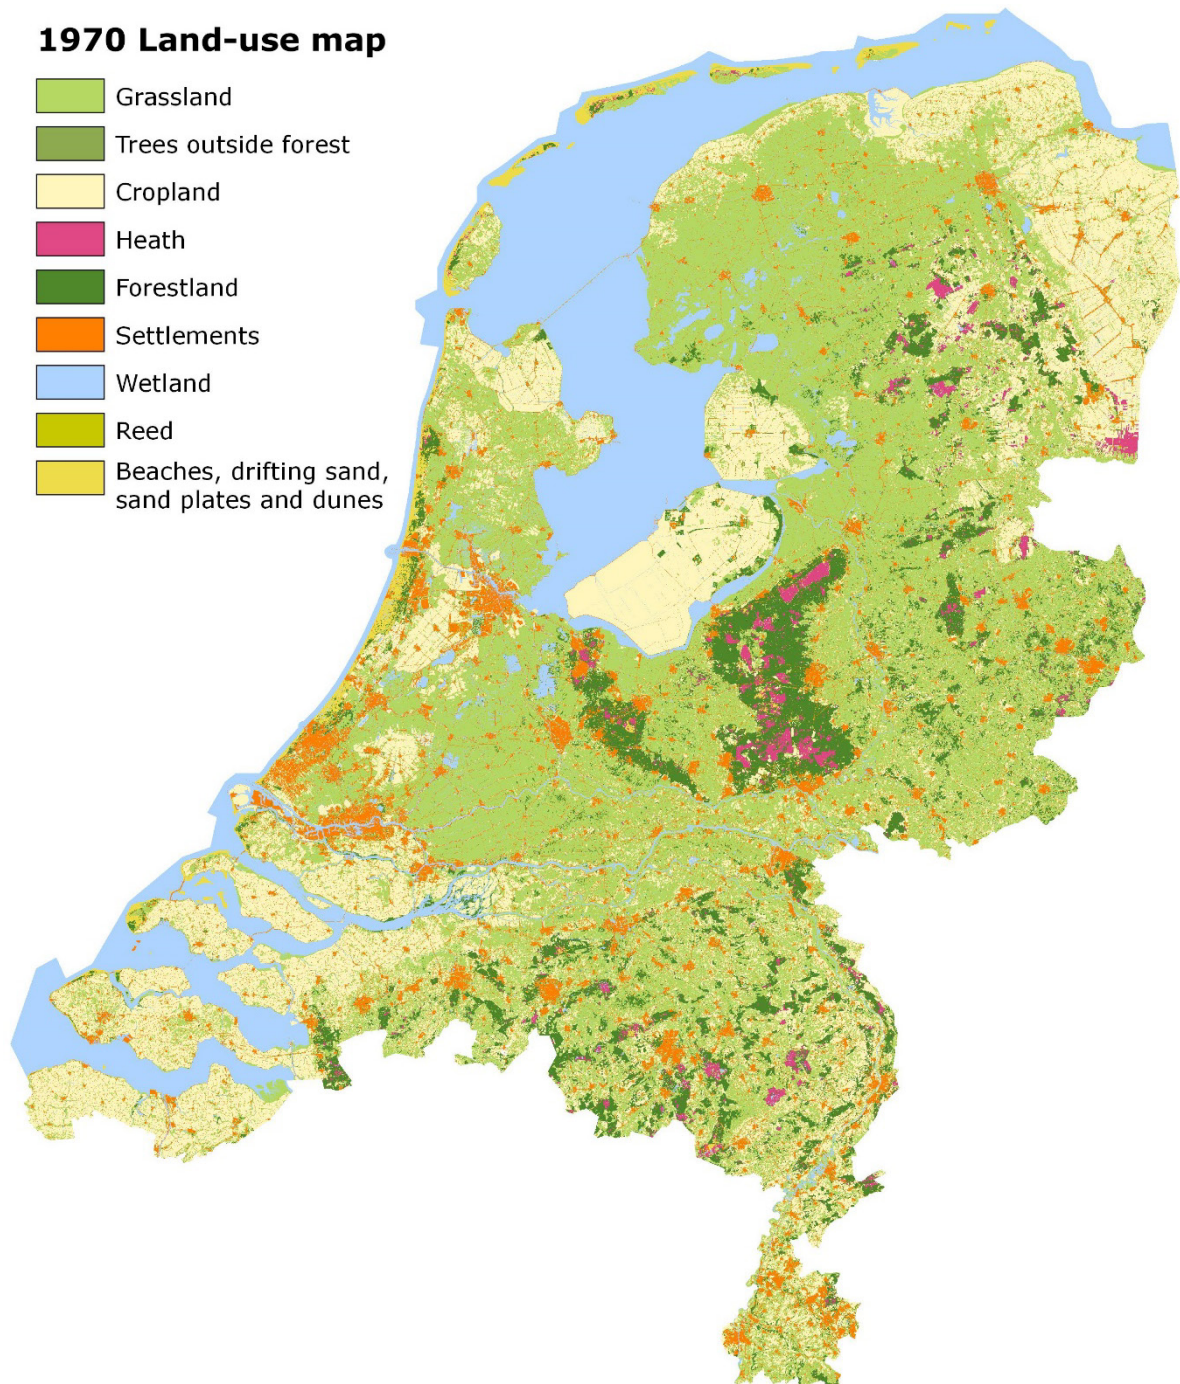 1970 Land-use map
Grassland
Trees outside forest
Cropland
Heath
Forestland
Settlements
Wetland
Reed
Beaches, drifting sand,
sand plates and dunes